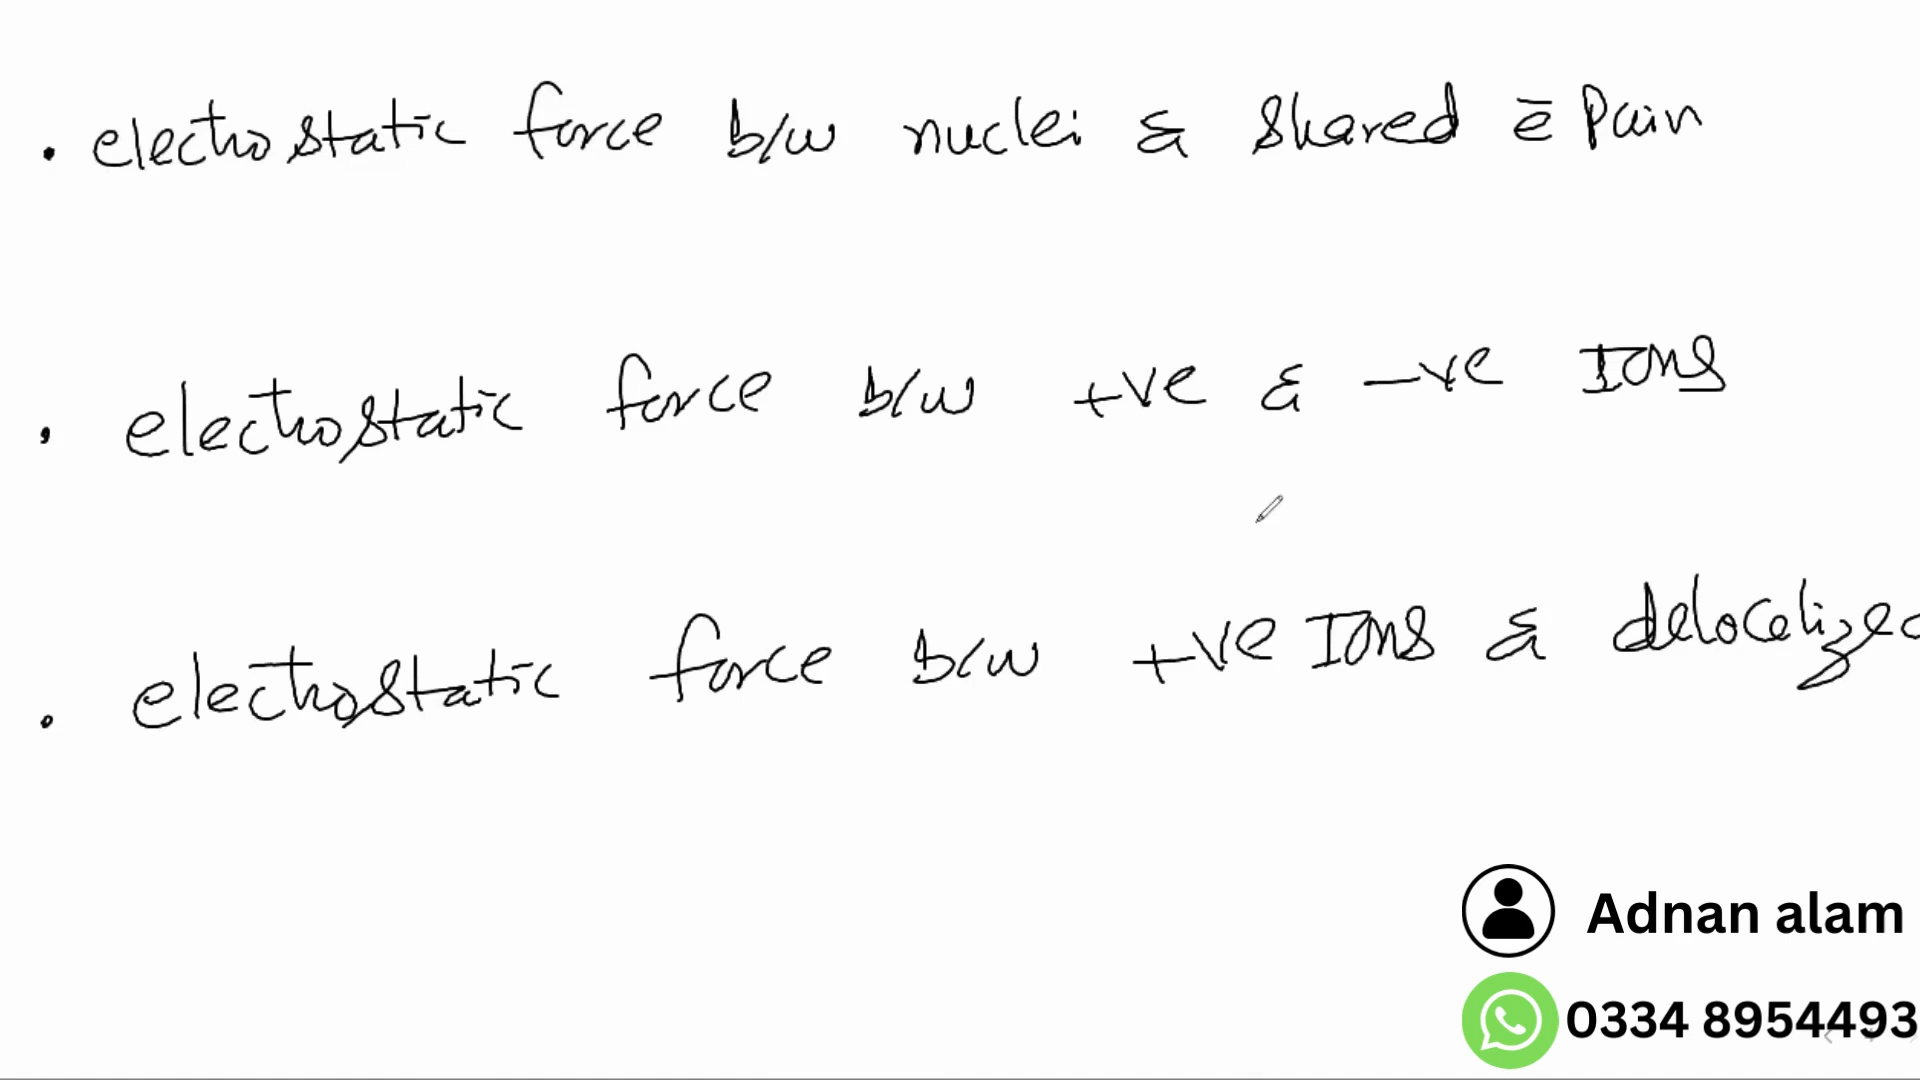 . electrostatic force b/w nuclei & shared ē Pair
. electrostatic force b/w +ve & -ve Ions
. electrostatic force b/w +ve Ions & delocalized
Adnan alam
0334 8954493